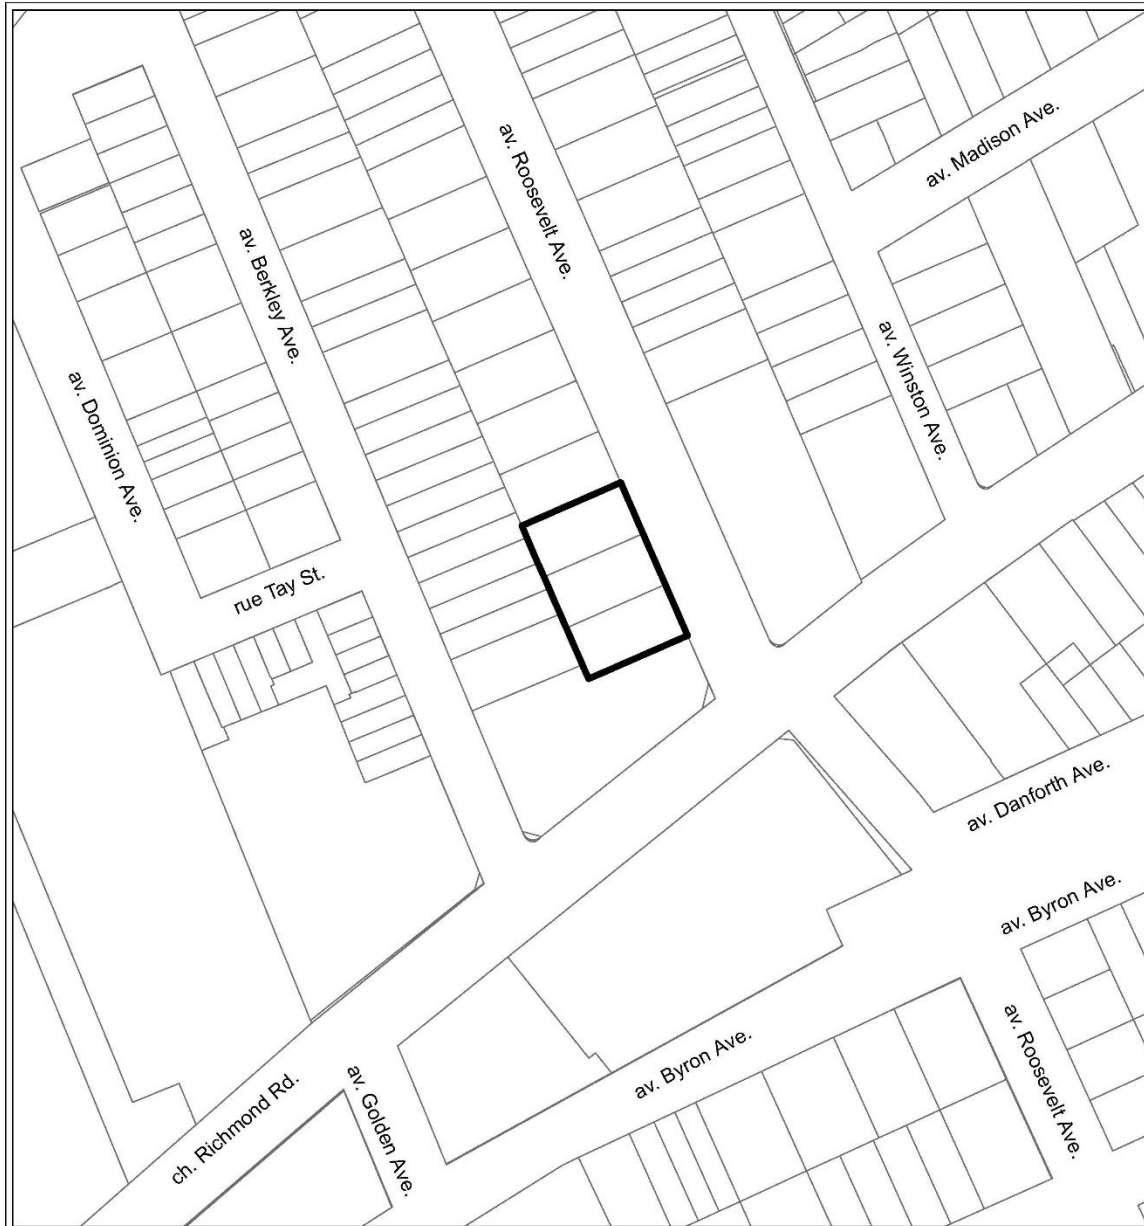 av. Madison Ave.
av. Roosevelt Ave.
av. Berkley Ave.
av. Winston Ave.
av. Dominion Ave.
rue Tay St.
av. Danforth Ave.
av. Byron Ave.
av. Roosevelt Ave.
av. Byron Ave.
av. Golden Ave.
ch. Richmond Rd.